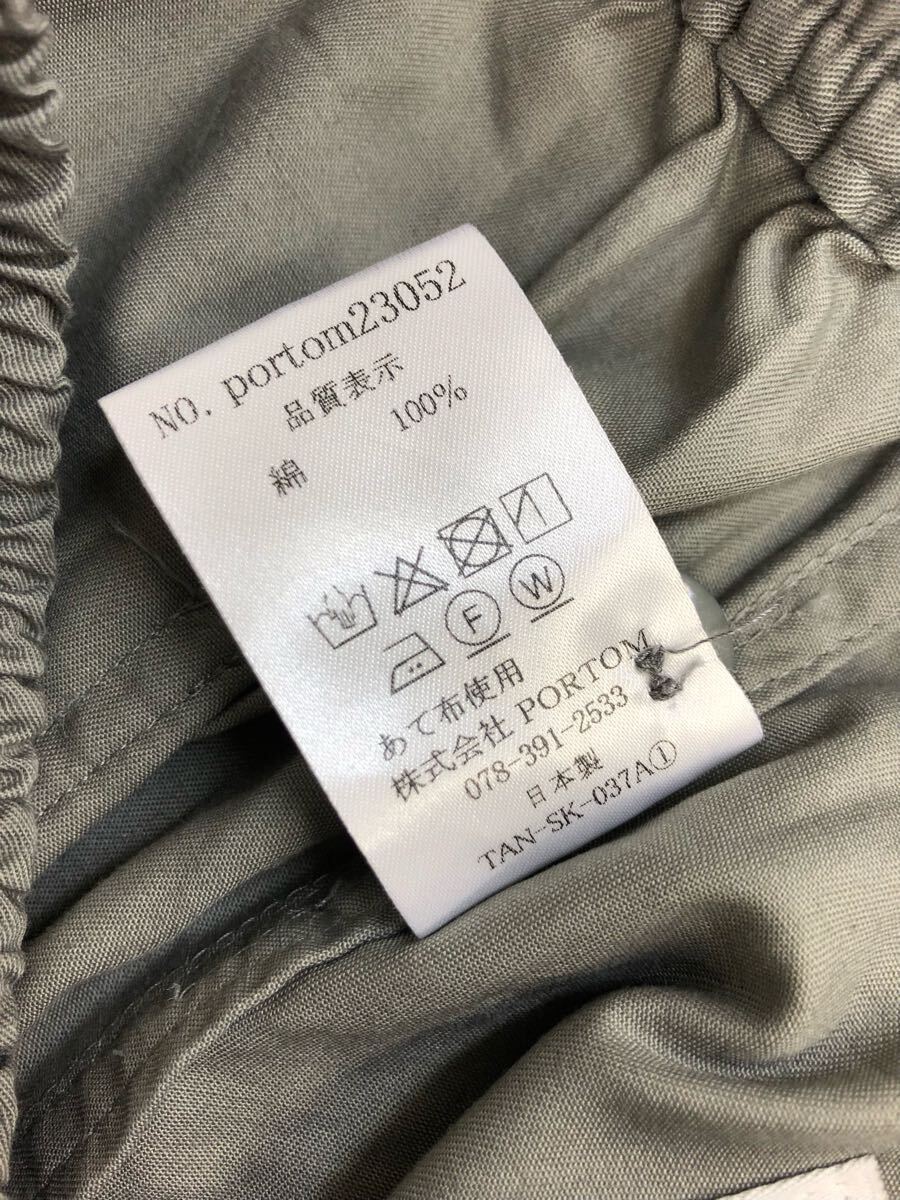 NO. portom23052
品質表示
綿 100%
F W
あて布使用
株式会社 PORTOM
078-391-2533
日本製
TAN-SK-037A①